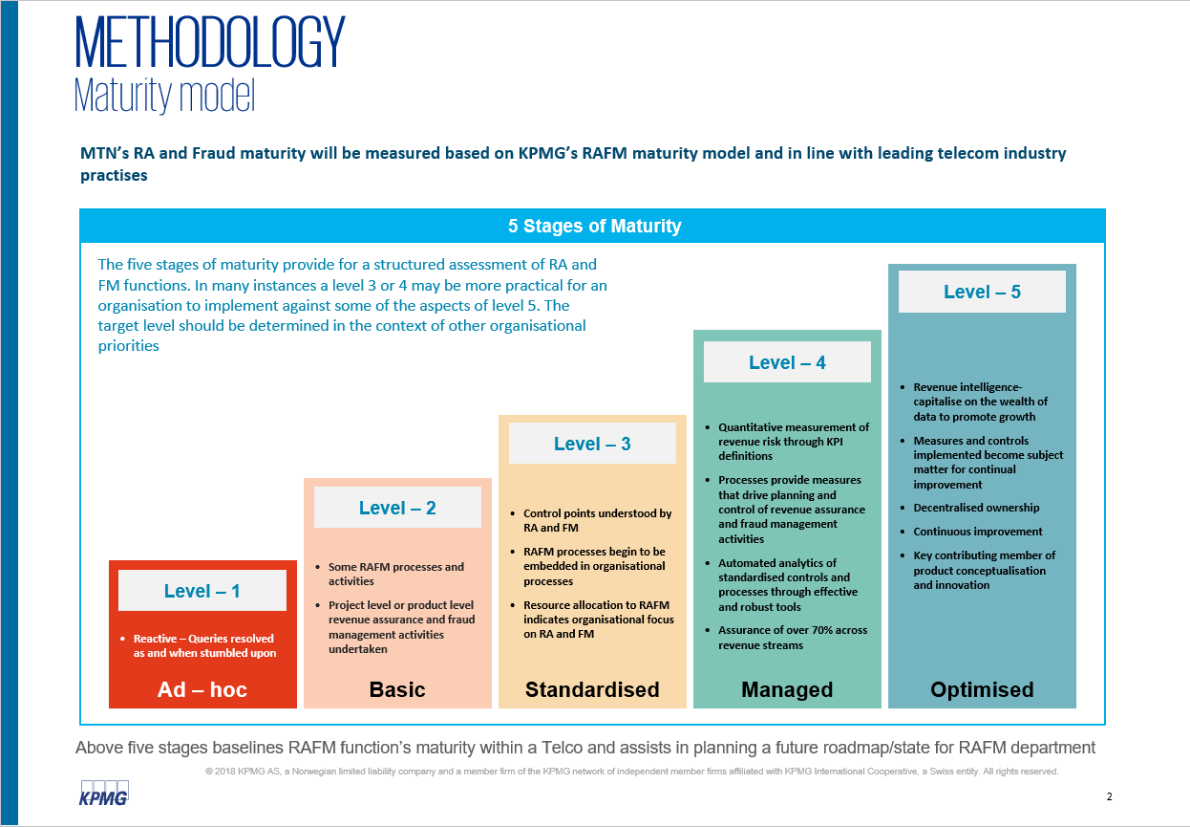 METHODOLOGY
Maturity model
MTN's RA and Fraud maturity will be measured based on KPMG's RAFM maturity model and in line with leading telecom industry
practises
5 Stages of Maturity
The five stages of maturity provide for a structured assessment of RA and
FM functions. In many instances a level 3 or 4 may be more practical for an
organisation to implement against some of the aspects of level 5. The
target level should be determined in the context of other organisational
priorities
Level – 1
• Reactive – Queries resolved
as and when stumbled upon
Ad – hoc
Level – 2
• Some RAFM processes and
activities
• Project level or product level
revenue assurance and fraud
management activities
undertaken
Basic
Level – 3
• Control points understood by
RA and FM
• RAFM processes begin to be
embedded in organisational
processes
• Resource allocation to RAFM
indicates organisational focus
on RA and FM
Standardised
Level – 4
• Quantitative measurement of
revenue risk through KPI
definitions
• Processes provide measures
that drive planning and
control of revenue assurance
and fraud management
activities
• Automated analytics of
standardised controls and
processes through effective
and robust tools
• Assurance of over 70% across
revenue streams
Managed
Level – 5
• Revenue intelligence-
capitalise on the wealth of
data to promote growth
• Measures and controls
implemented become subject
matter for continual
improvement
• Decentralised ownership
• Continuous improvement
• Key contributing member of
product conceptualisation
and innovation
Optimised
Above five stages baselines RAFM function's maturity within a Telco and assists in planning a future roadmap/state for RAFM department
© 2018 KPMG AS, a Norwegian limited liability company and a member firm of the KPMG network of independent member firms affiliated with KPMG International Cooperative, a Swiss entity. All rights reserved.
KPMG
2